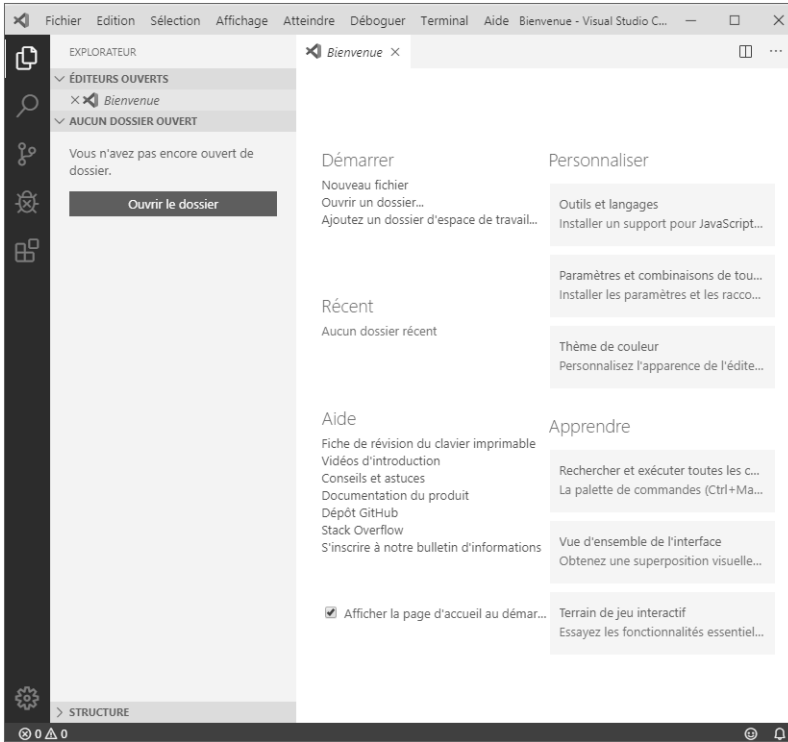 Fichier Edition Sélection Affichage Atteindre Déboguer Terminal Aide Bienvenue - Visual Studio C...
EXPLORATEUR
ÉDITEURS OUVERTS
Bienvenue
AUCUN DOSSIER OUVERT
Vous n'avez pas encore ouvert de
dossier.
Ouvrir le dossier
STRUCTURE
Bienvenue
Démarrer
Nouveau fichier
Ouvrir un dossier...
Ajoutez un dossier d'espace de travail...
Récent
Aucun dossier récent
Aide
Fiche de révision du clavier imprimable
Vidéos d'introduction
Conseils et astuces
Documentation du produit
Dépôt GitHub
Stack Overflow
S'inscrire à notre bulletin d'informations
Afficher la page d'accueil au démar...
Personnaliser
Outils et langages
Installer un support pour JavaScript...
Paramètres et combinaisons de tou...
Installer les paramètres et les racco...
Thème de couleur
Personnalisez l'apparence de l'édite...
Apprendre
Rechercher et exécuter toutes les c...
La palette de commandes (Ctrl+Ma...
Vue d'ensemble de l'interface
Obtenez une superposition visuelle...
Terrain de jeu interactif
Essayez les fonctionnalités essentiel...
0 0